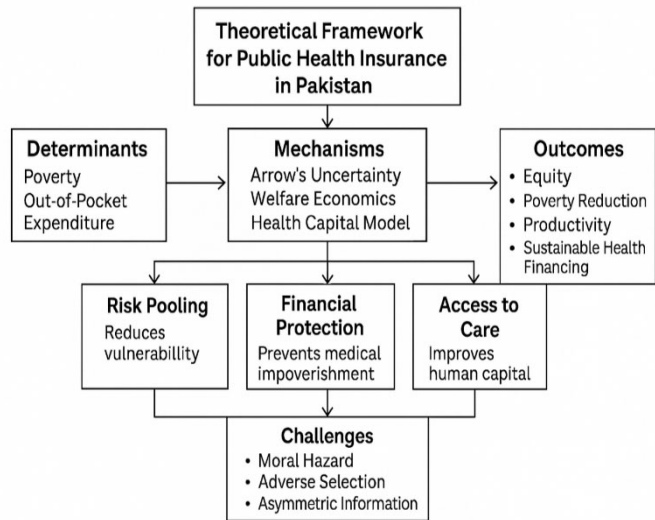 Theoretical Framework
for Public Health Insurance
in Pakistan
Determinants
Poverty
Out-of-Pocket
Expenditure
Mechanisms
Arrow's Uncertainty
Welfare Economics
Health Capital Model
Outcomes
• Equity
• Poverty Reduction
• Productivity
• Sustainable Health
Financing
Risk Pooling
Reduces
vulnerabillity
Financial
Protection
Prevents medical
impoverishment
Access to
Care
Improves
human capital
Challenges
• Moral Hazard
• Adverse Selection
• Asymmetric Information